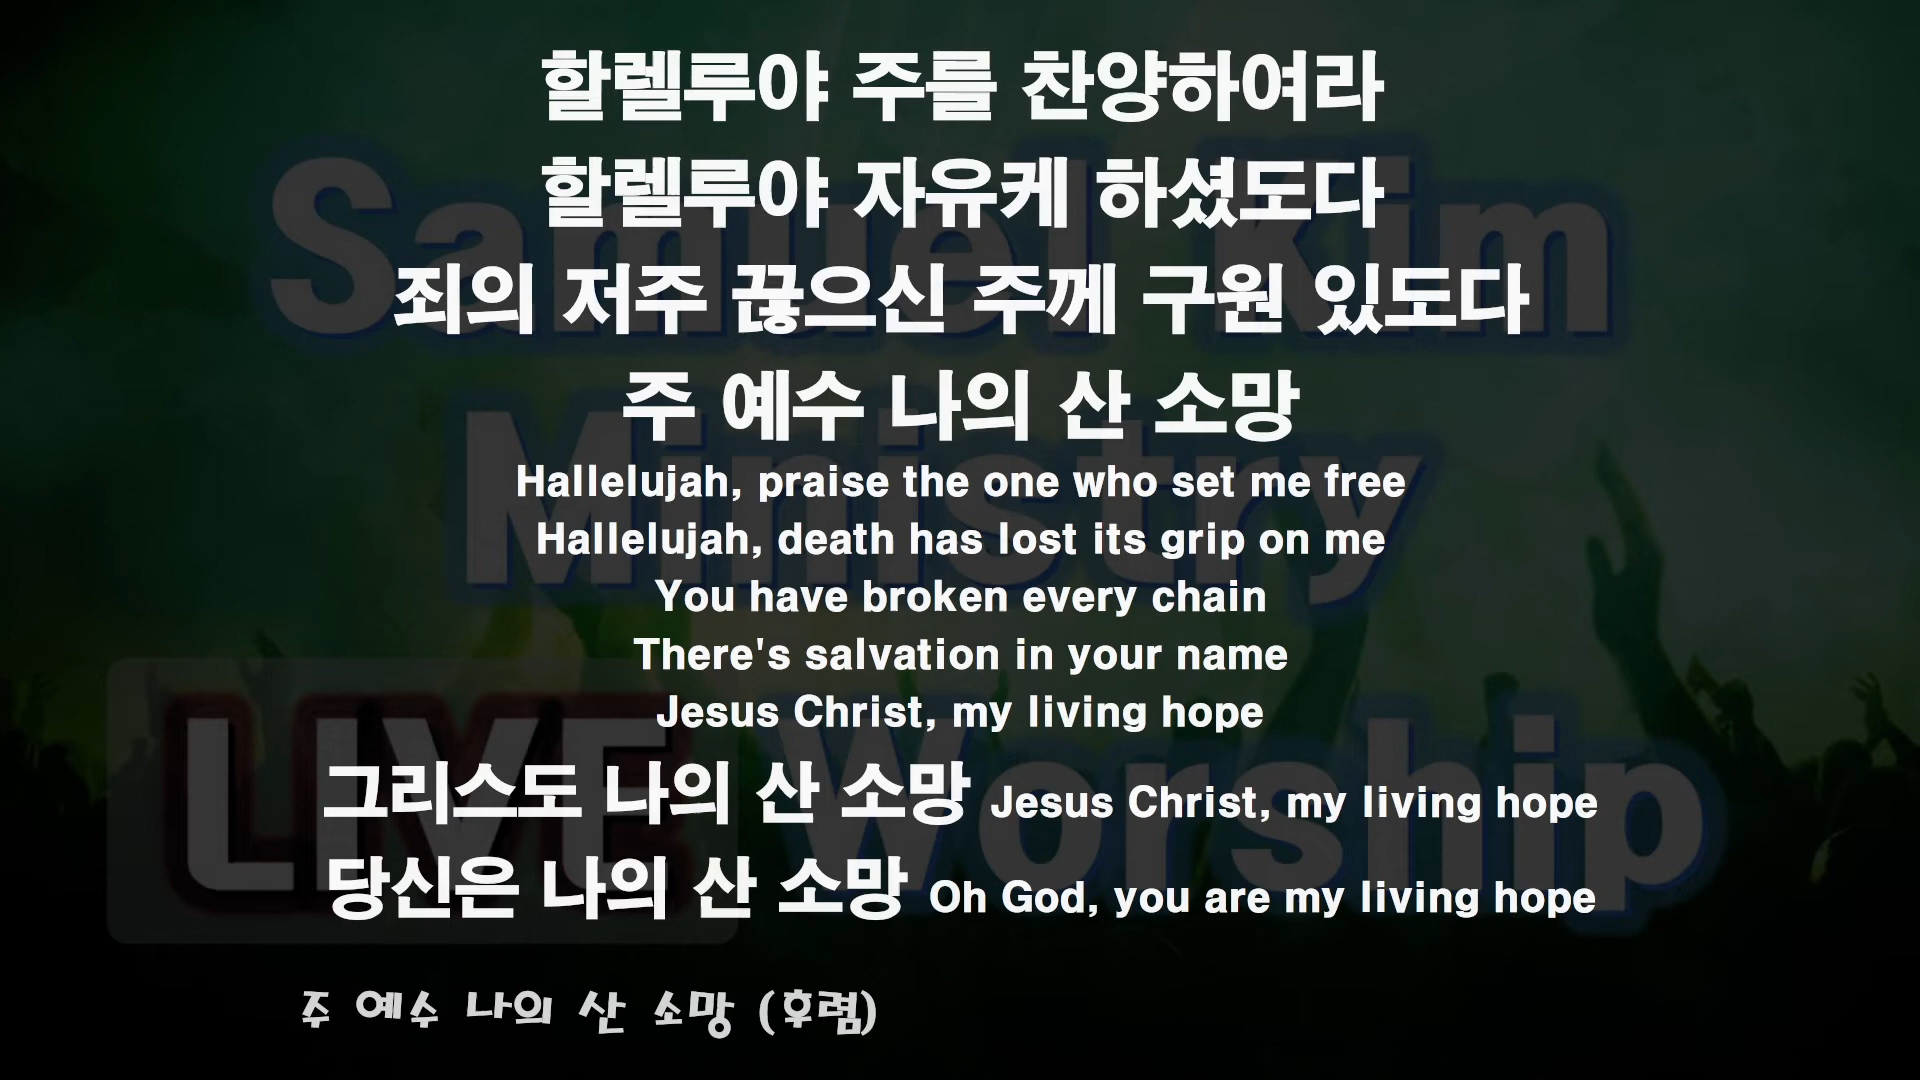 할렐루야 주를 찬양하여라
할렐루야 자유케 하셨도다
죄의 저주 끊으신 주께 구원 있도다
주 예수 나의 산 소망
Hallelujah, praise the one who set me free
Hallelujah, death has lost its grip on me
You have broken every chain
There's salvation in your name
Jesus Christ, my living hope
그리스도 나의 산 소망 Jesus Christ, my living hope
당신은 나의 산 소망 Oh God, you are my living hope
주 예수 나의 산 소망 (후렴)
Samuel Kim
Ministry
LIVE Worship